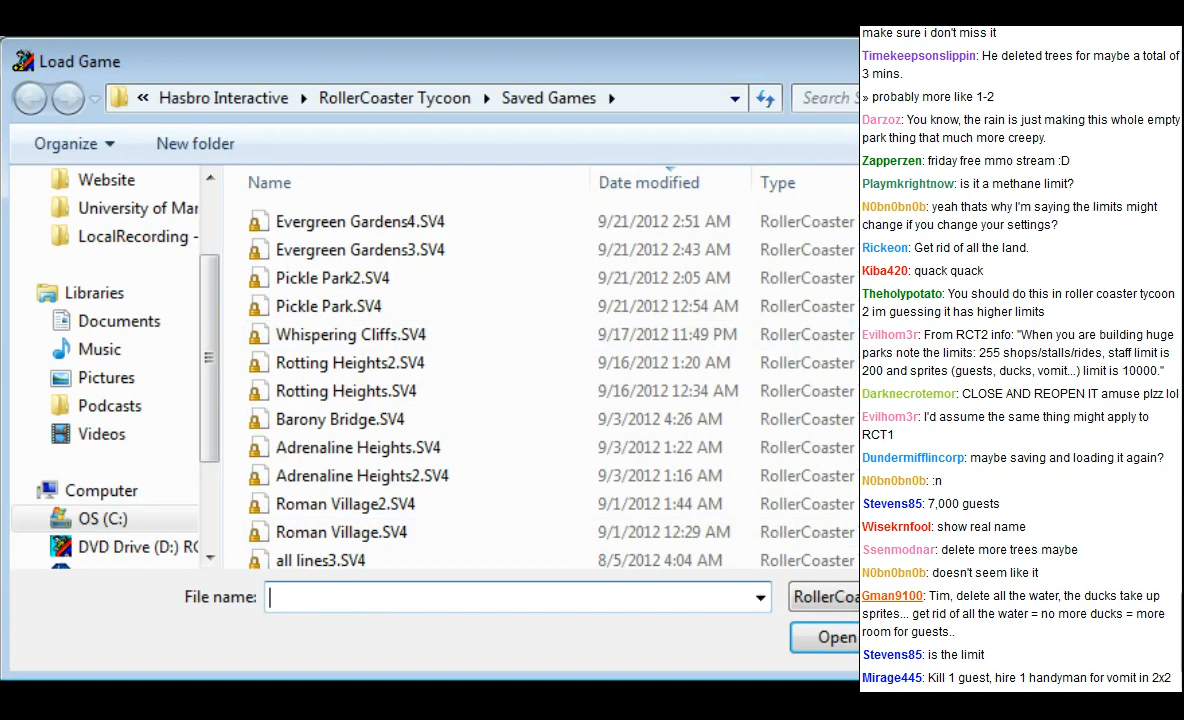 Load Game
« Hasbro Interactive RollerCoaster Tycoon Saved Games Search
Organize New folder
Website
University of Mar
LocalRecording -
Libraries
Documents
Music
Pictures
Podcasts
Videos
Computer
OS (C:)
DVD Drive (D:) RC
Name Date modified Type
Evergreen Gardens4.SV4 9/21/2012 2:51 AM RollerCoaster
Evergreen Gardens3.SV4 9/21/2012 2:43 AM RollerCoaster
Pickle Park2.SV4 9/21/2012 2:05 AM RollerCoaster
Pickle Park.SV4 9/21/2012 12:54 AM RollerCoaster
Whispering Cliffs.SV4 9/17/2012 11:49 PM RollerCoaster
Rotting Heights2.SV4 9/16/2012 1:20 AM RollerCoaster
Rotting Heights.SV4 9/16/2012 12:34 AM RollerCoaster
Barony Bridge.SV4 9/3/2012 4:26 AM RollerCoaster
Adrenaline Heights.SV4 9/3/2012 1:22 AM RollerCoaster
Adrenaline Heights2.SV4 9/3/2012 1:16 AM RollerCoaster
Roman Village2.SV4 9/1/2012 1:44 AM RollerCoaster
Roman Village.SV4 9/1/2012 12:29 AM RollerCoaster
all lines3.SV4 8/5/2012 4:04 AM RollerCoaster
File name: RollerCoa
Open
make sure i don't miss it
Timekeepsonslippin: He deleted trees for maybe a total of
3 mins.
» probably more like 1-2
Darzoz: You know, the rain is just making this whole empty
park thing that much more creepy.
Zapperzen: friday free mmo stream :D
Playmkrightnow: is it a methane limit?
N0bn0bn0b: yeah thats why I'm saying the limits might
change if you change your settings?
Rickeon: Get rid of all the land.
Kiba420: quack quack
Theholypotato: You should do this in roller coaster tycoon
2 im guessing it has higher limits
Evilhom3r: From RCT2 info: "When you are building huge
parks note the limits: 255 shops/stalls/rides, staff limit is
200 and sprites (guests, ducks, vomit...) limit is 10000."
Darknecrotemor: CLOSE AND REOPEN IT amuse plzz lol
Evilhom3r: I'd assume the same thing might apply to
RCT1
Dundermifflincorp: maybe saving and loading it again?
N0bn0bn0b: :n
Stevens85: 7,000 guests
Wisekrnfool: show real name
Ssenmodnar: delete more trees maybe
N0bn0bn0b: doesn't seem like it
Gman9100: Tim, delete all the water, the ducks take up
sprites... get rid of all the water = no more ducks = more
room for guests..
Stevens85: is the limit
Mirage445: Kill 1 guest, hire 1 handyman for vomit in 2x2